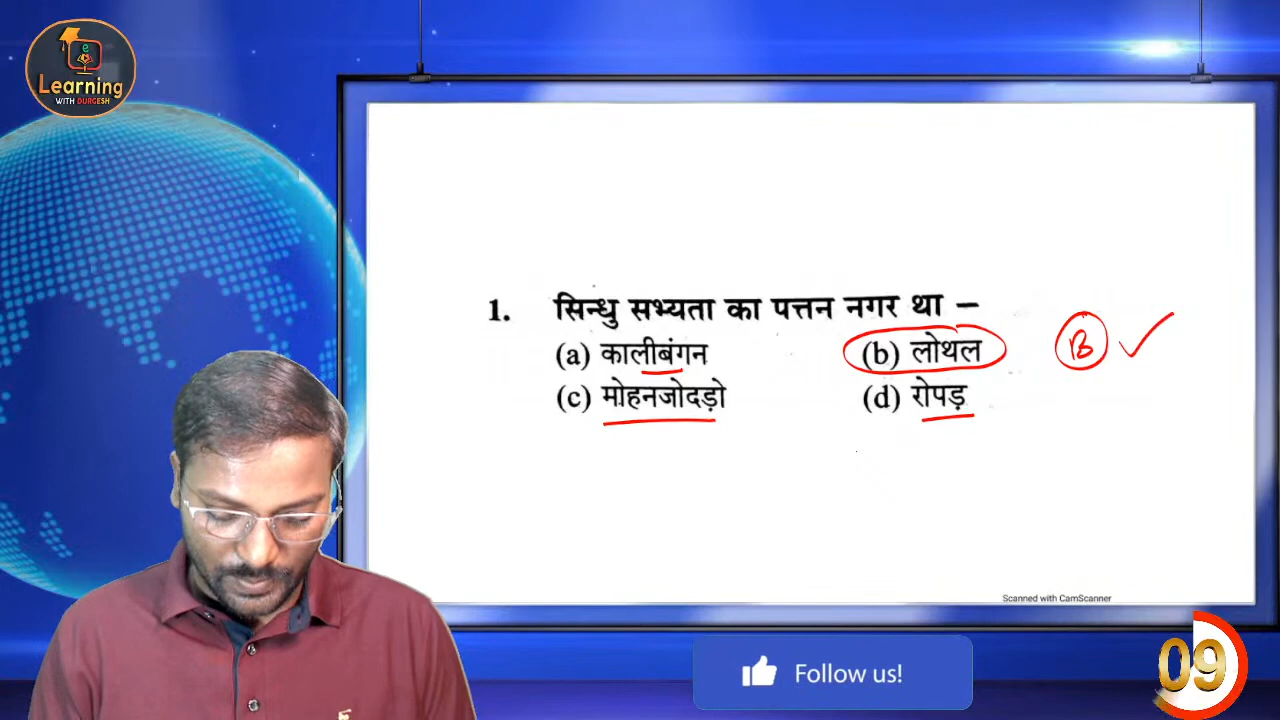 e
Learning
WITH DURGESH
1. सिन्धु सभ्यता का पत्तन नगर था –
(a) कालीबंगन (b) लोथल
(c) मोहनजोदड़ो (d) रोपड़
B
Scanned with CamScanner
Follow us!
09